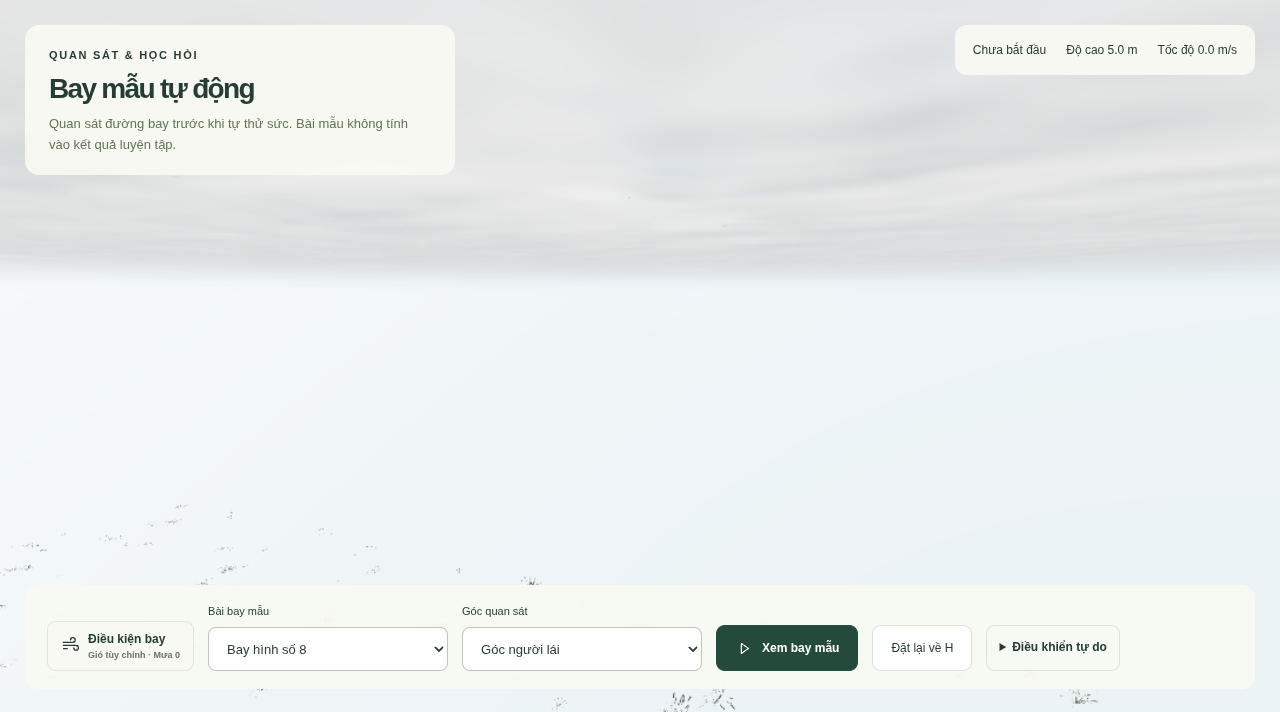 QUAN SÁT & HỌC HỎI
Bay mẫu tự động
Quan sát đường bay trước khi tự thử sức. Bài mẫu không tính
vào kết quả luyện tập.
Chưa bắt đầu Độ cao 5.0 m Tốc độ 0.0 m/s
Điều kiện bay
Gió tùy chỉnh · Mưa 0
Bài bay mẫu
Bay hình số 8
Góc quan sát
Góc người lái
Xem bay mẫu
Đặt lại về H
Điều khiển tự do